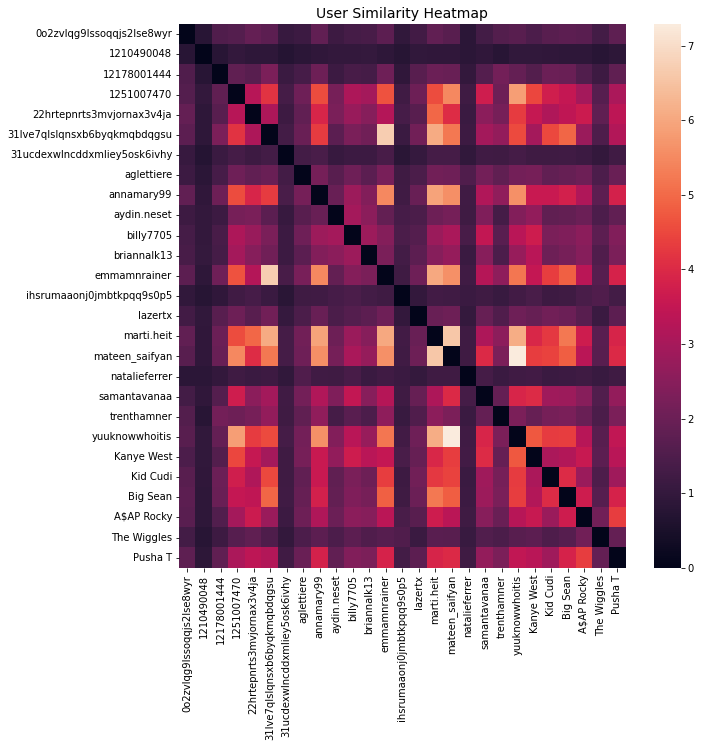 User Similarity Heatmap
0o2zvlqg9lssoqqjs2lse8wyr
1210490048
12178001444
1251007470
22hrtepnrts3mvjornax3v4ja
31lve7qlslqnsxb6byqkmqbdqgsu
31ucdexwlncddxmliey5osk6ivhy
aglettiere
annamary99
aydin.neset
billy7705
briannalk13
emmamnrainer
ihsrumaaonj0jmbtkpqq9s0p5
lazertx
marti.heit
mateen_saifyan
natalieferrer
samantavanaa
trenthamner
yuuknowwhoitis
Kanye West
Kid Cudi
Big Sean
A$AP Rocky
The Wiggles
Pusha T
0o2zvlqg9lssoqqjs2lse8wyr
1210490048
12178001444
1251007470
22hrtepnrts3mvjornax3v4ja
31lve7qlslqnsxb6byqkmqbdqgsu
31ucdexwlncddxmliey5osk6ivhy
aglettiere
annamary99
aydin.neset
billy7705
briannalk13
emmamnrainer
ihsrumaaonj0jmbtkpqq9s0p5
lazertx
marti.heit
mateen_saifyan
natalieferrer
samantavanaa
trenthamner
yuuknowwhoitis
Kanye West
Kid Cudi
Big Sean
A$AP Rocky
The Wiggles
Pusha T
7
6
5
4
3
2
1
0